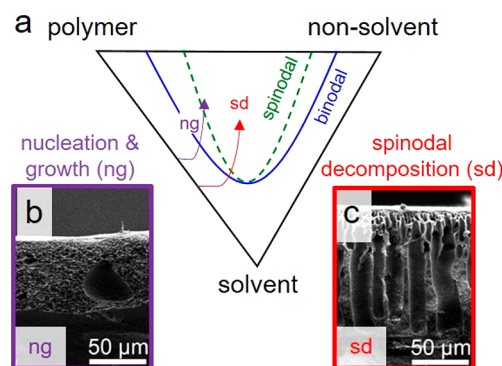 a
polymer
non-solvent
ng
sd
spinodal
binodal
nucleation &
growth (ng)
spinodal
decomposition (sd)
solvent
b
ng
50 µm
c
sd
50 µm